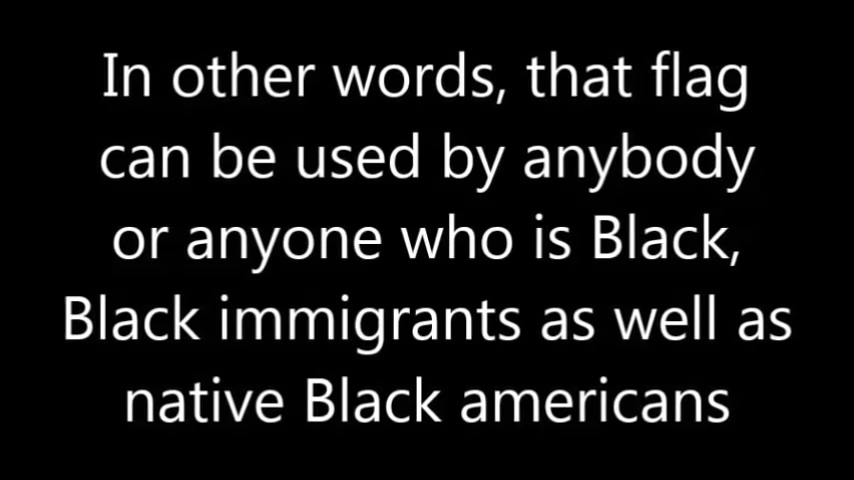 In other words, that flag
can be used by anybody
or anyone who is Black,
Black immigrants as well as
native Black americans